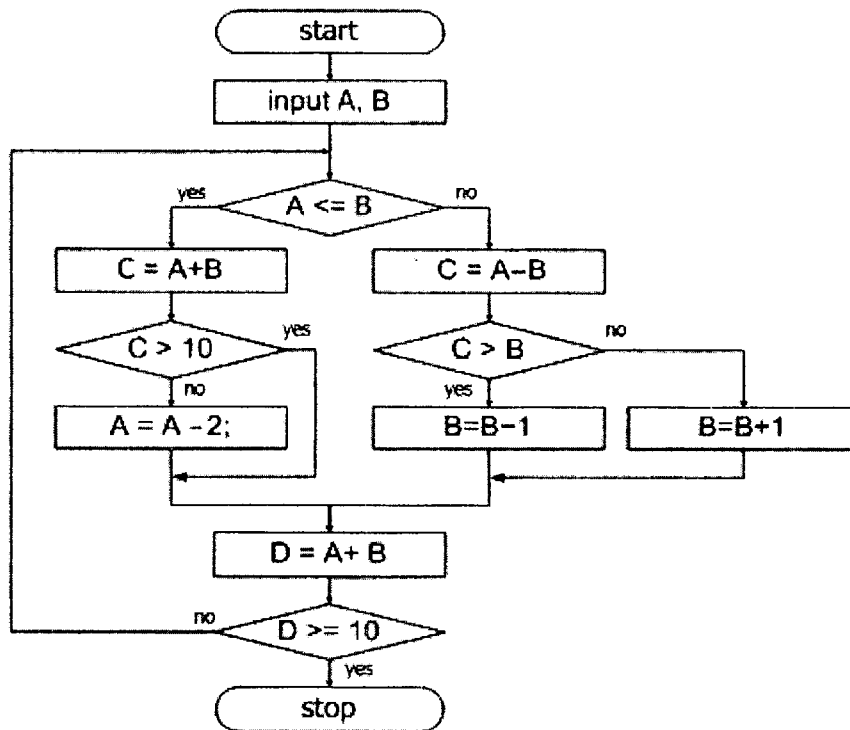 start
input A, B
yes
no
A <= B
C = A+B
C = A-B
yes
no
C > 10
C > B
no
yes
A = A -2;
B=B-1
B=B+1
D = A+ B
no
D >= 10
yes
stop